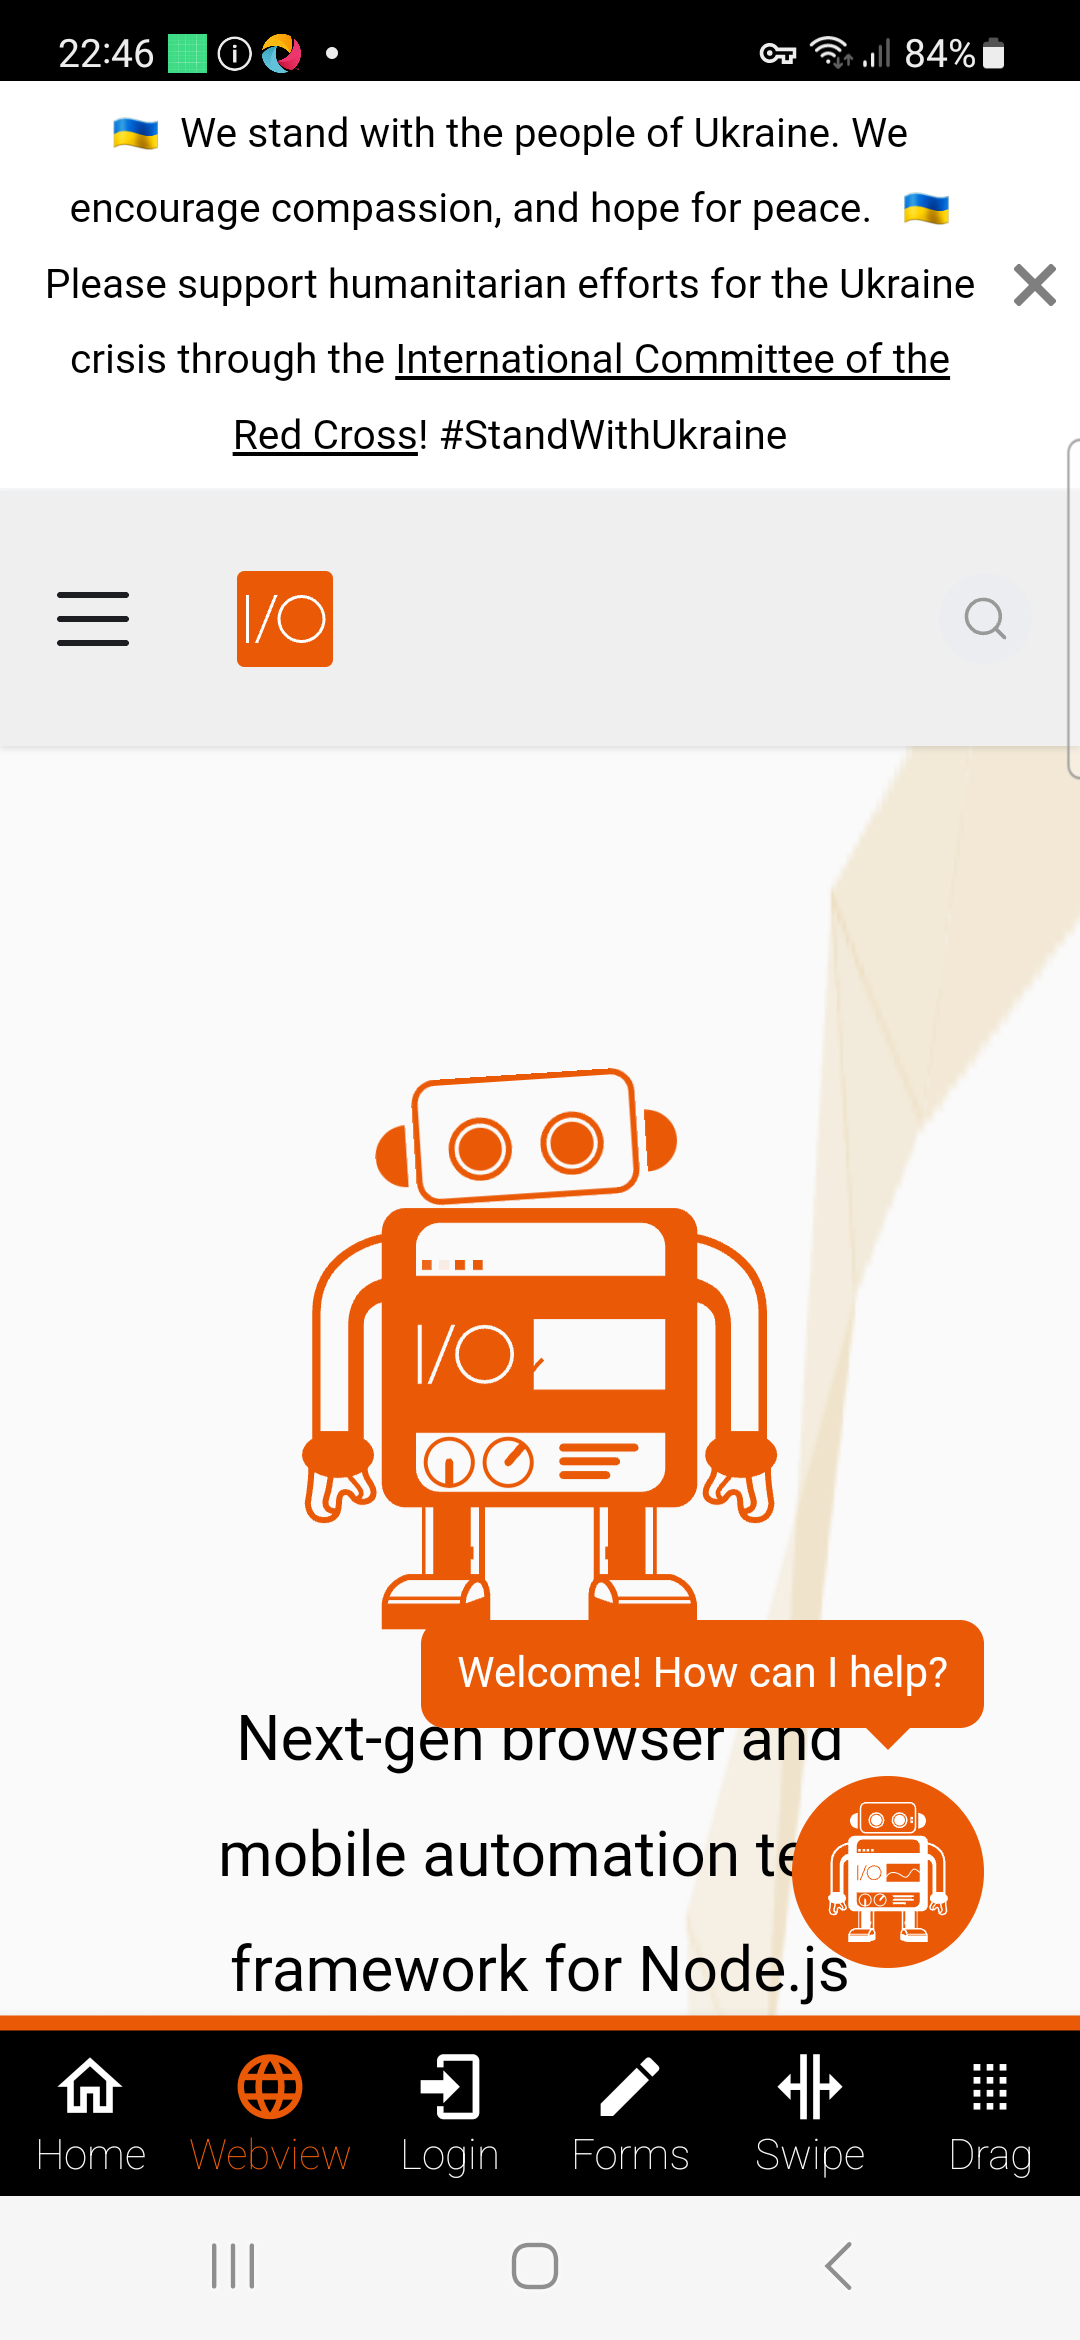 22:46
84%
We stand with the people of Ukraine. We
encourage compassion, and hope for peace.
Please support humanitarian efforts for the Ukraine
crisis through the International Committee of the
Red Cross! #StandWithUkraine
I/O
I/O
Welcome! How can I help?
Next-gen browser and
mobile automation te
I/O
framework for Node.js
Home Webview Login Forms Swipe Drag